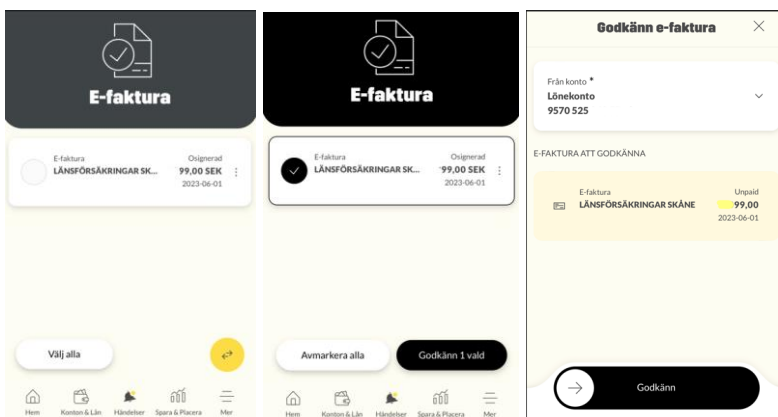 E-faktura
E-faktura
Osignerad
LÄNSFÖRSÄKRINGAR SK...
99,00 SEK
2023-06-01
Välj alla
Hem
Konton & Lån
Händelser
Spara & Placera
Mer
E-faktura
E-faktura
Osignerad
LÄNSFÖRSÄKRINGAR SK...
99,00 SEK
2023-06-01
Avmarkera alla
Godkänn 1 vald
Hem
Konton & Lån
Händelser
Spara & Placera
Mer
Godkänn e-faktura
Från konto *
Lönekonto
9570 525
E-FAKTURA ATT GODKÄNNA
E-faktura
Unpaid
LÄNSFÖRSÄKRINGAR SKÅNE
99,00
2023-06-01
Godkänn